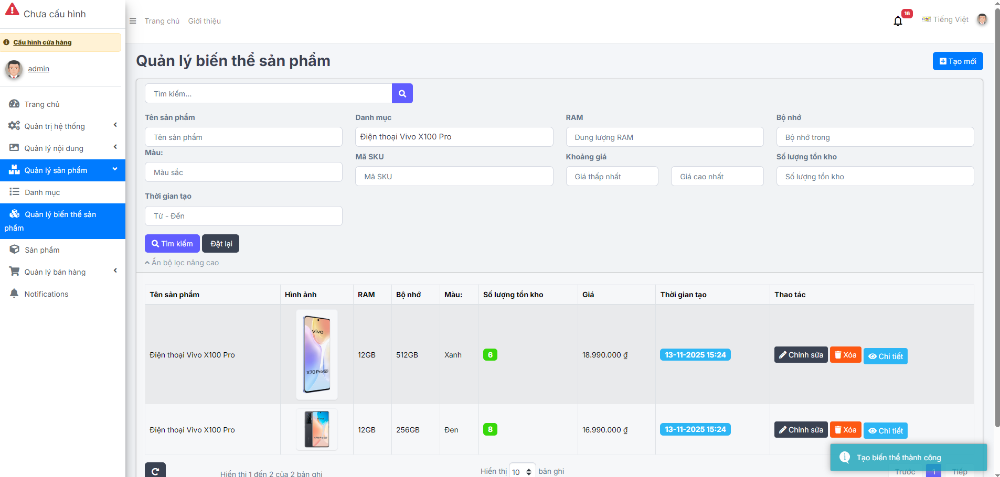 Chưa cấu hình
Cấu hình cửa hàng
admin
Trang chủ
Quản trị hệ thống
Quản lý nội dung
Quản lý sản phẩm
Danh mục
Quản lý biến thể sản
phẩm
Sản phẩm
Quản lý bán hàng
Notifications
Trang chủ Giới thiệu
16
Tiếng Việt
Quản lý biến thể sản phẩm
Tạo mới
Tìm kiếm...
Tên sản phẩm Danh mục RAM Bộ nhớ
Tên sản phẩm Điện thoại Vivo X100 Pro Dung lượng RAM Bộ nhớ trong
Màu: Mã SKU Khoảng giá Số lượng tồn kho
Màu sắc Mã SKU Giá thấp nhất Giá cao nhất Số lượng tồn kho
Thời gian tạo
Từ - Đến
Tìm kiếm Đặt lại
Ẩn bộ lọc nâng cao
Tên sản phẩm Hình ảnh RAM Bộ nhớ Màu: Số lượng tồn kho Giá Thời gian tạo Thao tác
vivo
X70 Pro
Điện thoại Vivo X100 Pro 12GB 512GB Xanh 6 18.990.000 ₫ 13-11-2025 15:24 Chỉnh sửa Xóa Chi tiết
vivo
X70 Pro
Điện thoại Vivo X100 Pro 12GB 256GB Đen 8 16.990.000 ₫ 13-11-2025 15:24 Chỉnh sửa Xóa Chi tiết
Tạo biến thể thành công
Hiển thị 1 đến 2 của 2 bản ghi Hiển thị 10 bản ghi Trước 1 Tiếp